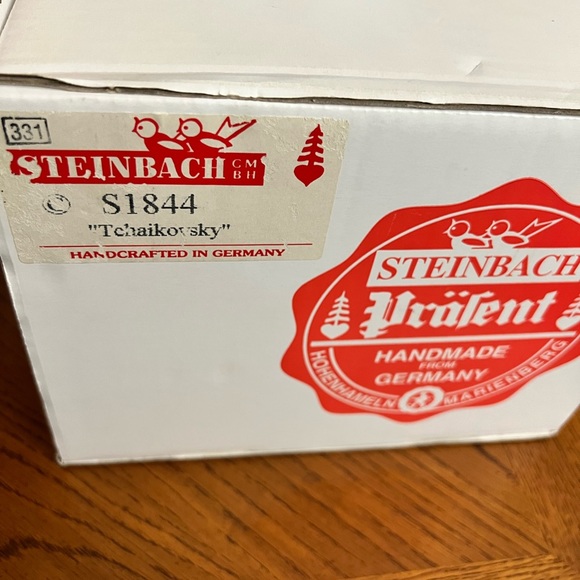 331
STEINBACH GMBH
© S1844
"Tchaikovsky"
HANDCRAFTED IN GERMANY
STEINBACH
Präſent
HANDMADE
FROM
GERMANY
HOHENHAMELN MARIENBERG